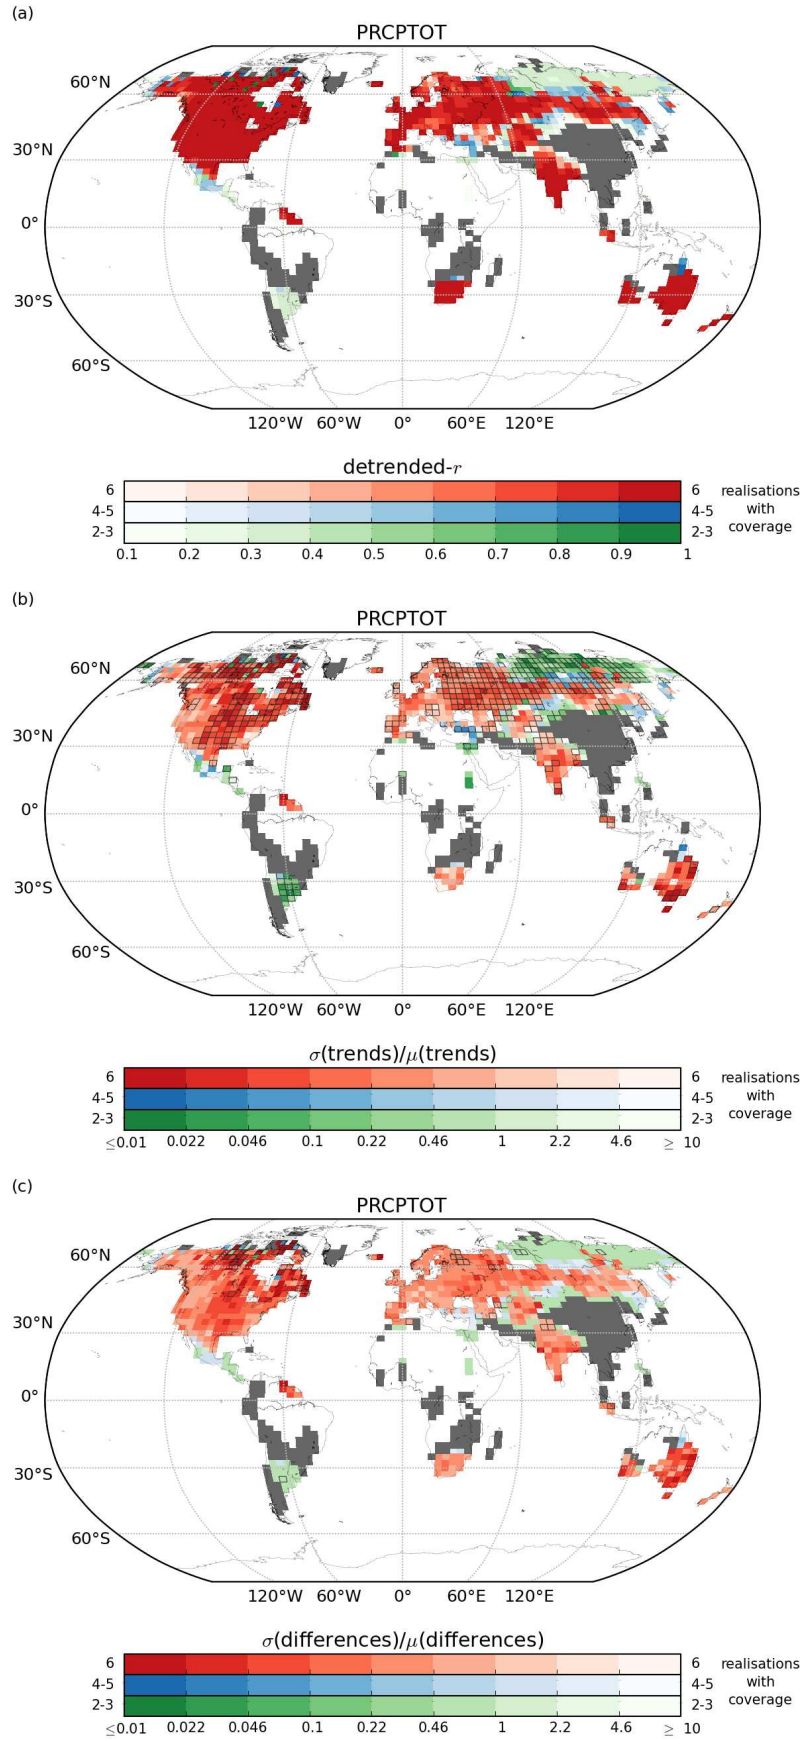 (a)
PRCPTOT
60°N
30°N
0°
30°S
60°S
120°W 60°W 0° 60°E 120°E
detrended-r
6 6 realisations
4-5 4-5 with
2-3 2-3 coverage
0.1 0.2 0.3 0.4 0.5 0.6 0.7 0.8 0.9 1
(b)
PRCPTOT
60°N
30°N
0°
30°S
60°S
120°W 60°W 0° 60°E 120°E
σ(trends)/μ(trends)
6 6 realisations
4-5 4-5 with
2-3 2-3 coverage
≤0.01 0.022 0.046 0.1 0.22 0.46 1 2.2 4.6 ≥ 10
(c)
PRCPTOT
60°N
30°N
0°
30°S
60°S
120°W 60°W 0° 60°E 120°E
σ(differences)/μ(differences)
6 6 realisations
4-5 4-5 with
2-3 2-3 coverage
≤0.01 0.022 0.046 0.1 0.22 0.46 1 2.2 4.6 ≥ 10